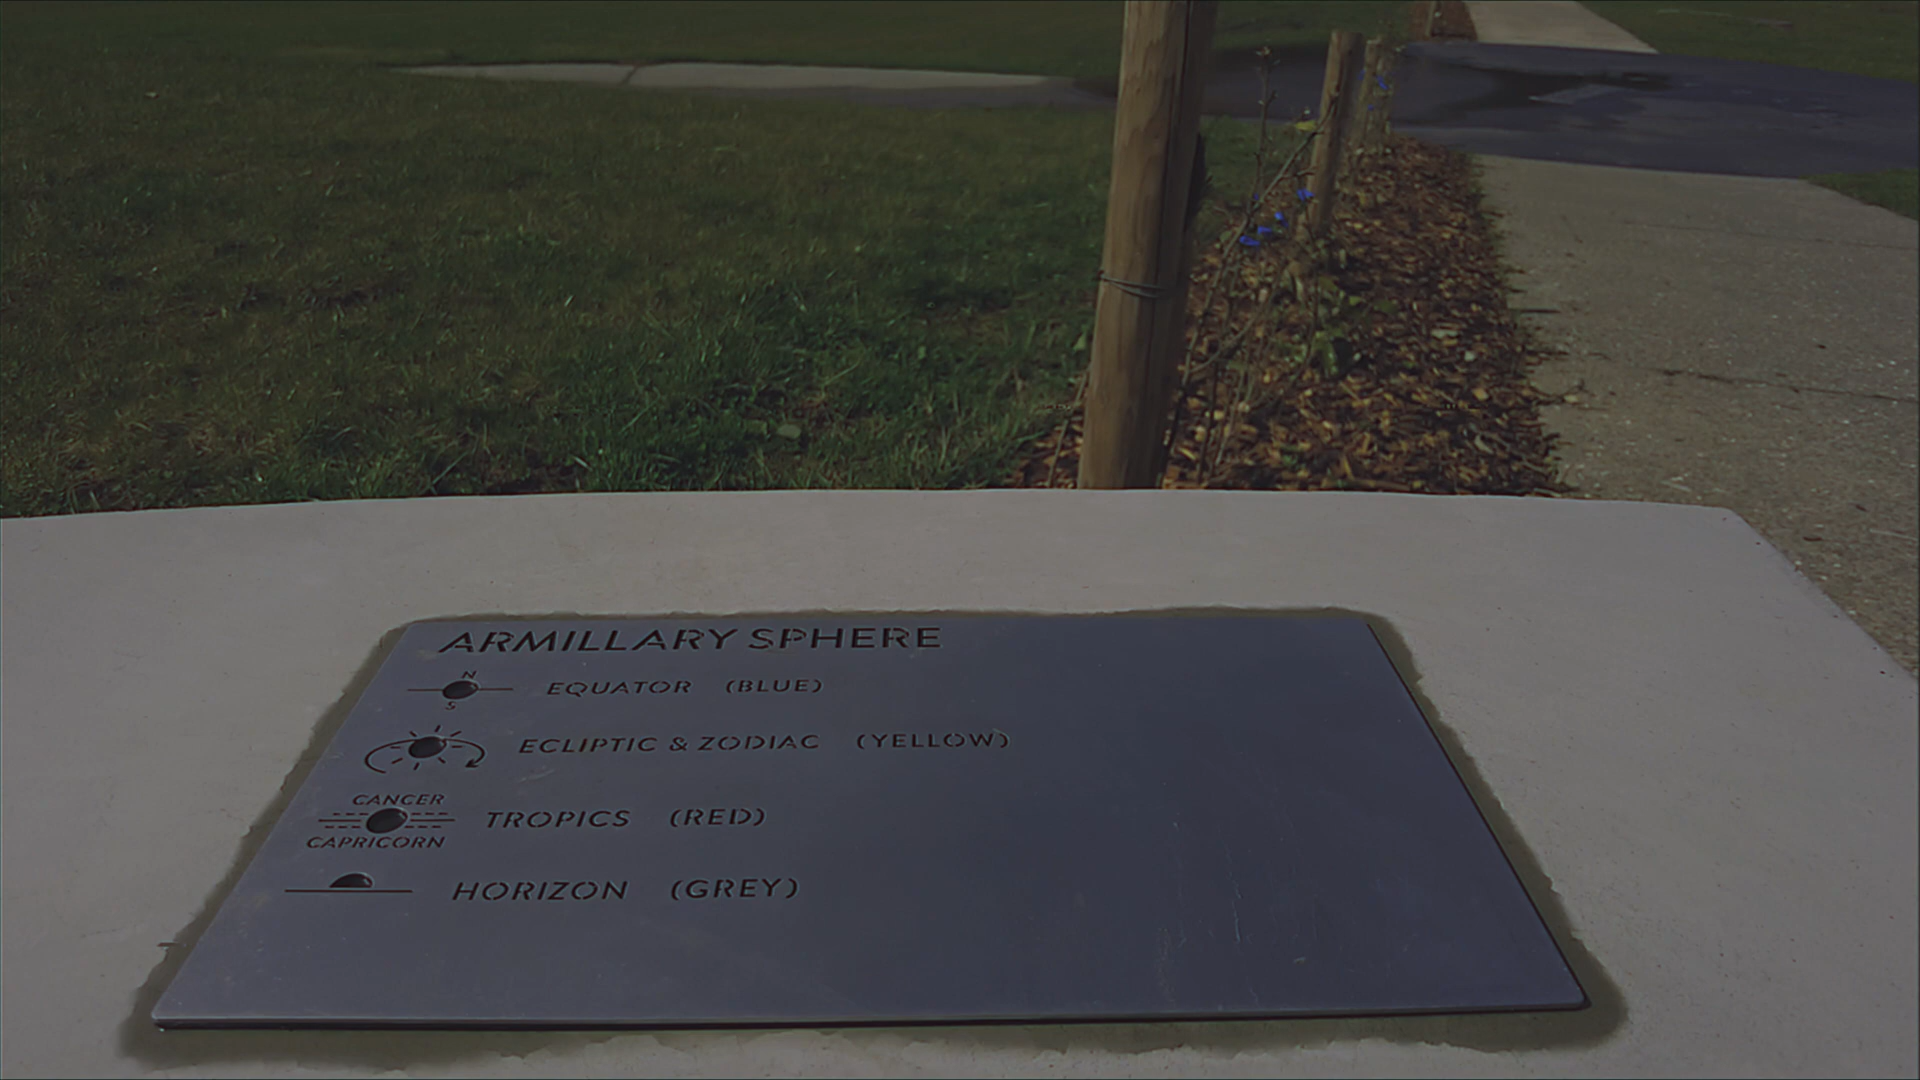 ARMILLARY SPHERE
N
S
EQUATOR (BLUE)
ECLIPTIC & ZODIAC (YELLOW)
CANCER
CAPRICORN
TROPICS (RED)
HORIZON (GREY)